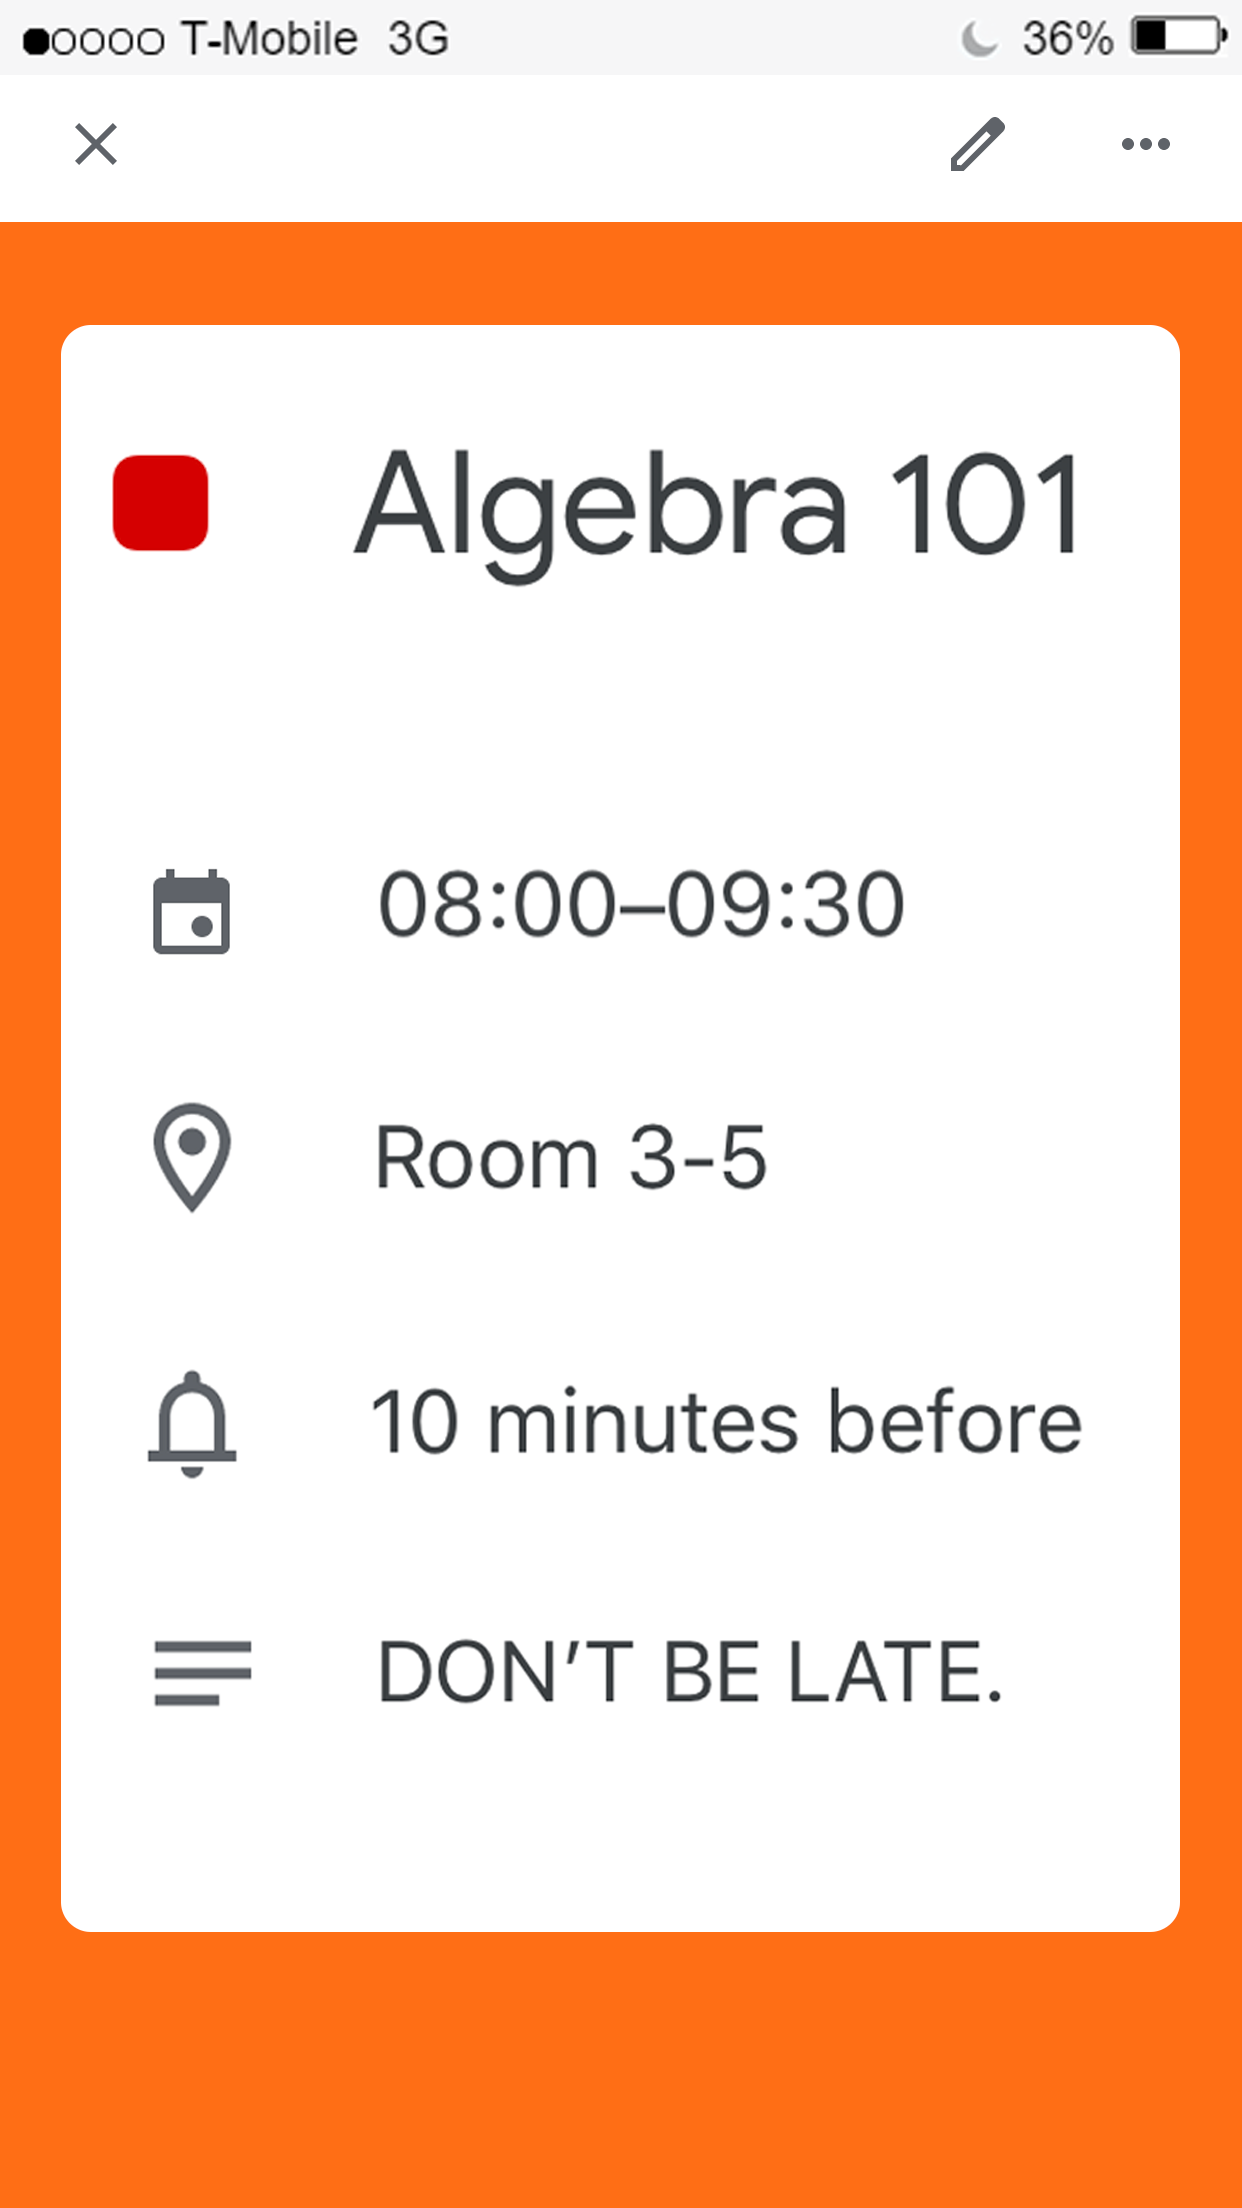 T-Mobile 3G 36%
Algebra 101
08:00–09:30
Room 3-5
10 minutes before
DON'T BE LATE.